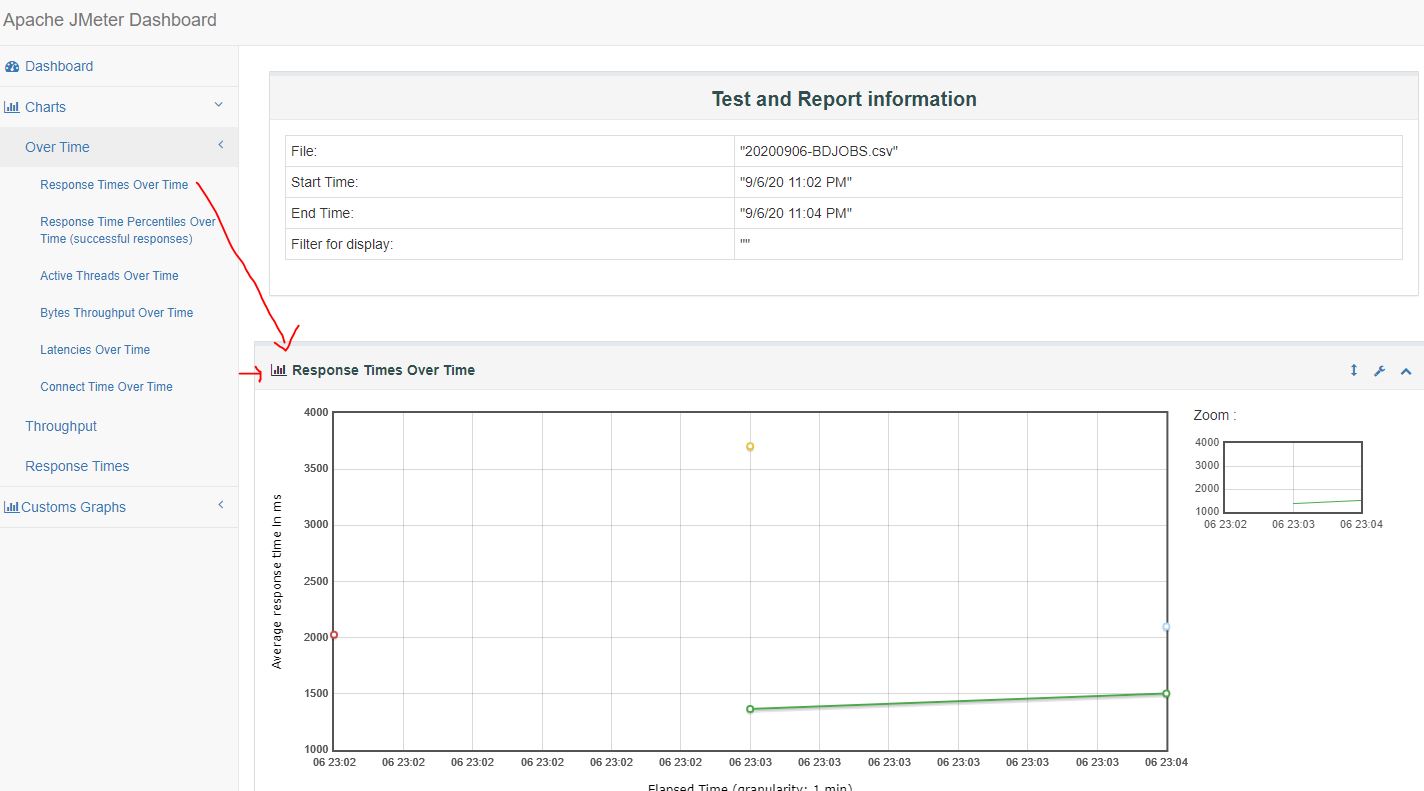 Apache JMeter Dashboard
Dashboard
Charts
Over Time
Response Times Over Time
Response Time Percentiles Over
Time (successful responses)
Active Threads Over Time
Bytes Throughput Over Time
Latencies Over Time
Connect Time Over Time
Throughput
Response Times
Customs Graphs
Test and Report information
File: "20200906-BDJOBS.csv"
Start Time: "9/6/20 11:02 PM"
End Time: "9/6/20 11:04 PM"
Filter for display: ""
Response Times Over Time
Average response time in ms
4000
3500
3000
2500
2000
1500
1000
06 23:02 06 23:02 06 23:02 06 23:02 06 23:02 06 23:02 06 23:03 06 23:03 06 23:03 06 23:03 06 23:03 06 23:03 06 23:04
Elapsed Time (granularity: 1 min)
Zoom :
4000
3000
2000
1000
06 23:02 06 23:03 06 23:04